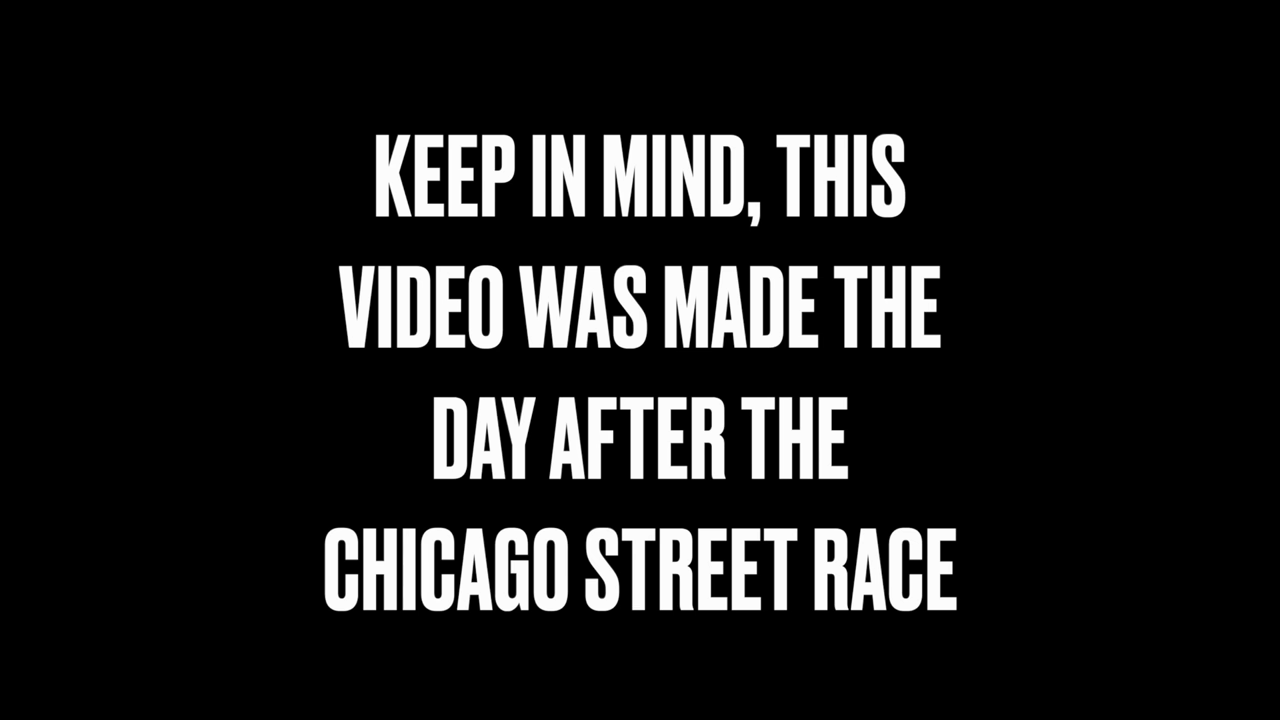 KEEP IN MIND, THIS
VIDEO WAS MADE THE
DAY AFTER THE
CHICAGO STREET RACE